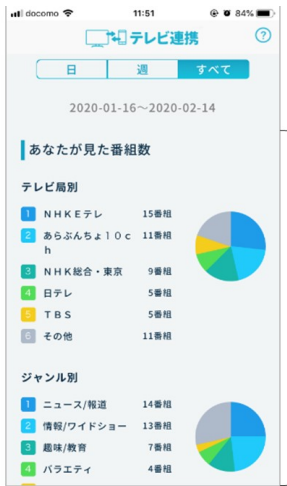 docomo 11:51 84%
テレビ連携 ?
日 週 すべて
2020-01-16〜2020-02-14
あなたが見た番組数
テレビ局別
1 NHKEテレ 15番組
2 あらぶんちょ10c 11番組
h
3 NHK総合・東京 9番組
4 日テレ 5番組
5 TBS 5番組
6 その他 11番組
ジャンル別
1 ニュース/報道 14番組
2 情報/ワイドショー 13番組
3 趣味/教育 7番組
4 バラエティ 4番組